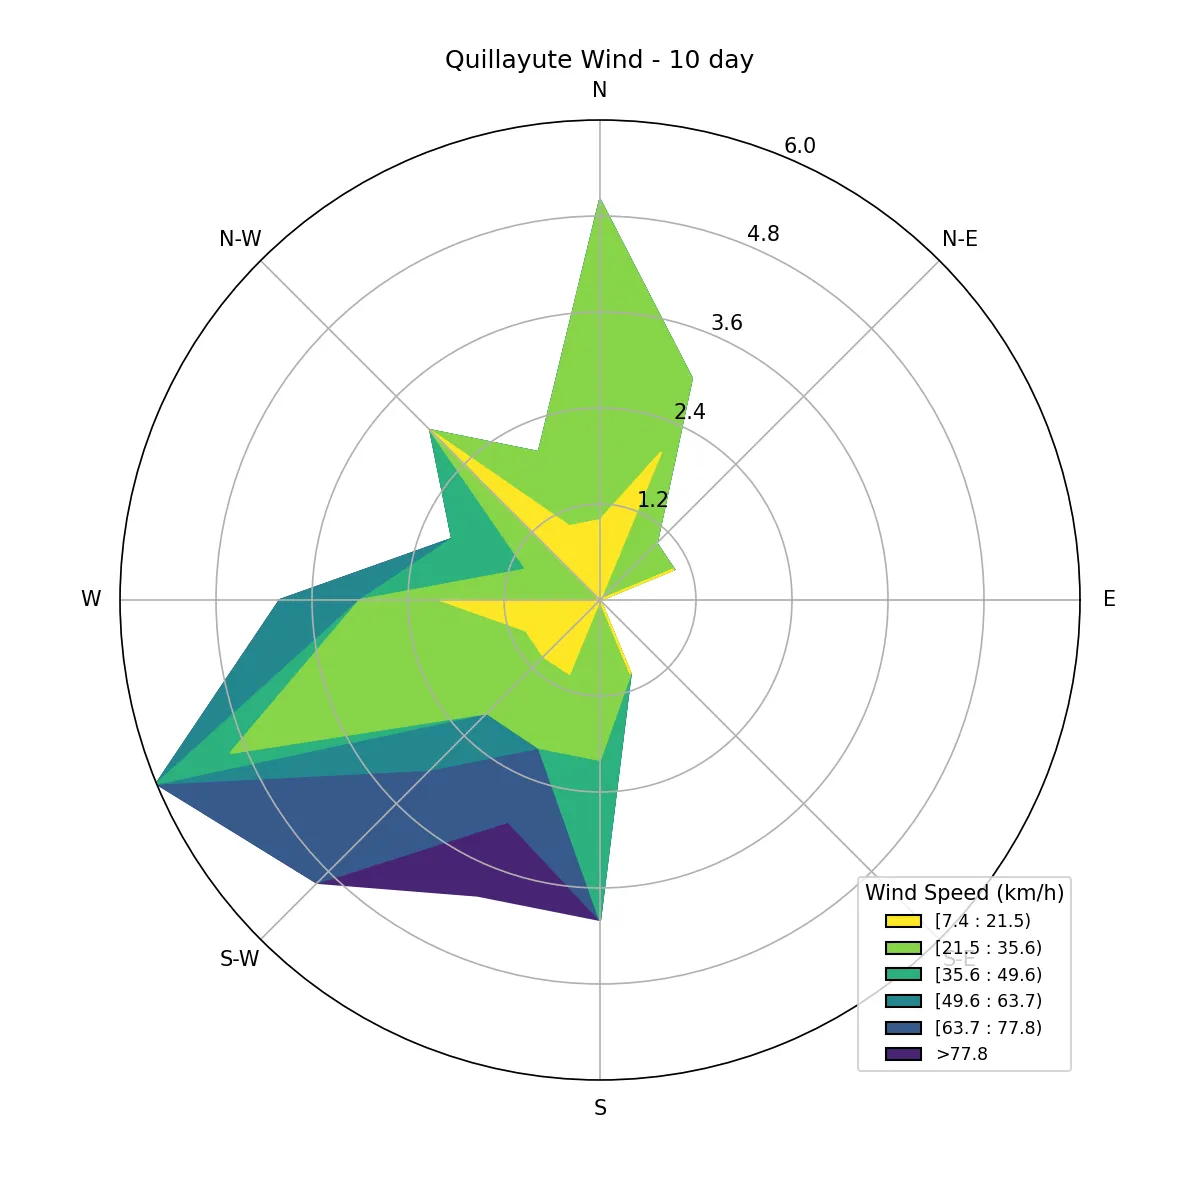 Quillayute Wind - 10 day
N
6.0
N-W
4.8
N-E
3.6
2.4
1.2
W
E
S-W
S-E
S
Wind Speed (km/h)
[7.4 : 21.5)
[21.5 : 35.6)
[35.6 : 49.6)
[49.6 : 63.7)
[63.7 : 77.8)
>77.8